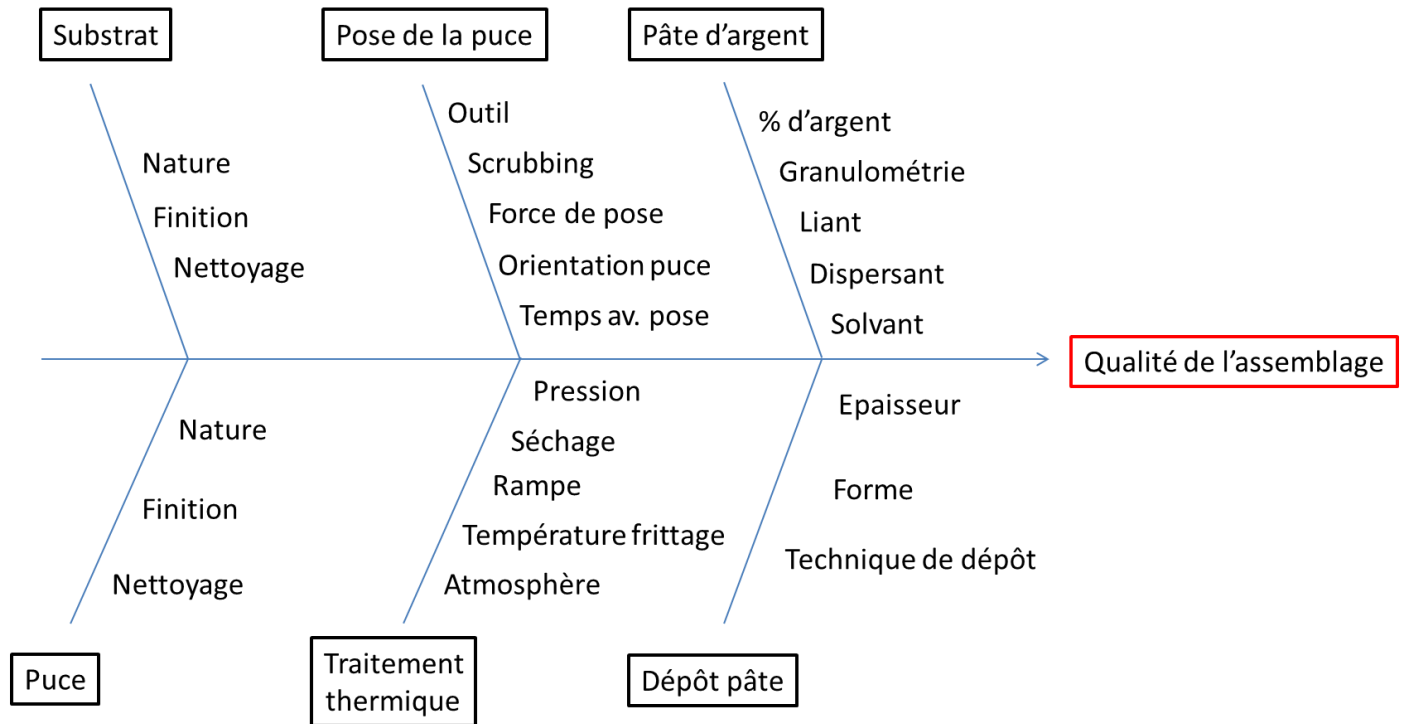 Substrat
Pose de la puce
Pâte d’argent
Nature
Finition
Nettoyage
Outil
Scrubbing
Force de pose
Orientation puce
Temps av. pose
% d’argent
Granulométrie
Liant
Dispersant
Solvant
Qualité de l’assemblage
Nature
Finition
Nettoyage
Pression
Séchage
Rampe
Température frittage
Atmosphère
Epaisseur
Forme
Technique de dépôt
Puce
Traitement
thermique
Dépôt pâte